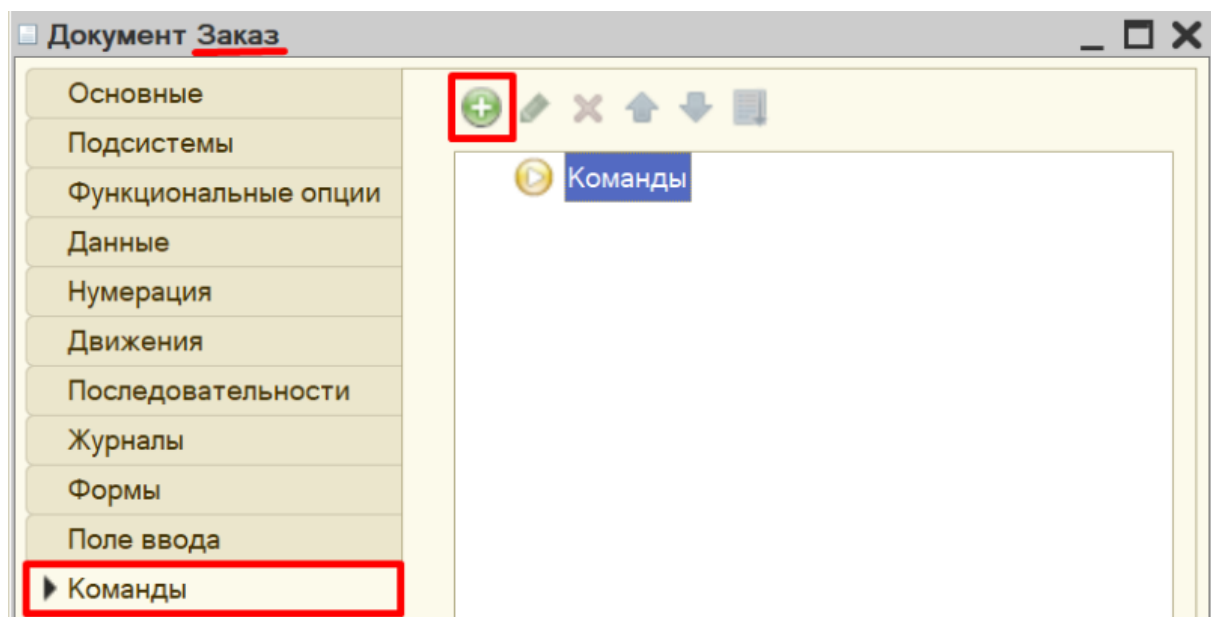 Документ Заказ
Основные
Подсистемы
Функциональные опции
Данные
Нумерация
Движения
Последовательности
Журналы
Формы
Поле ввода
Команды
Команды